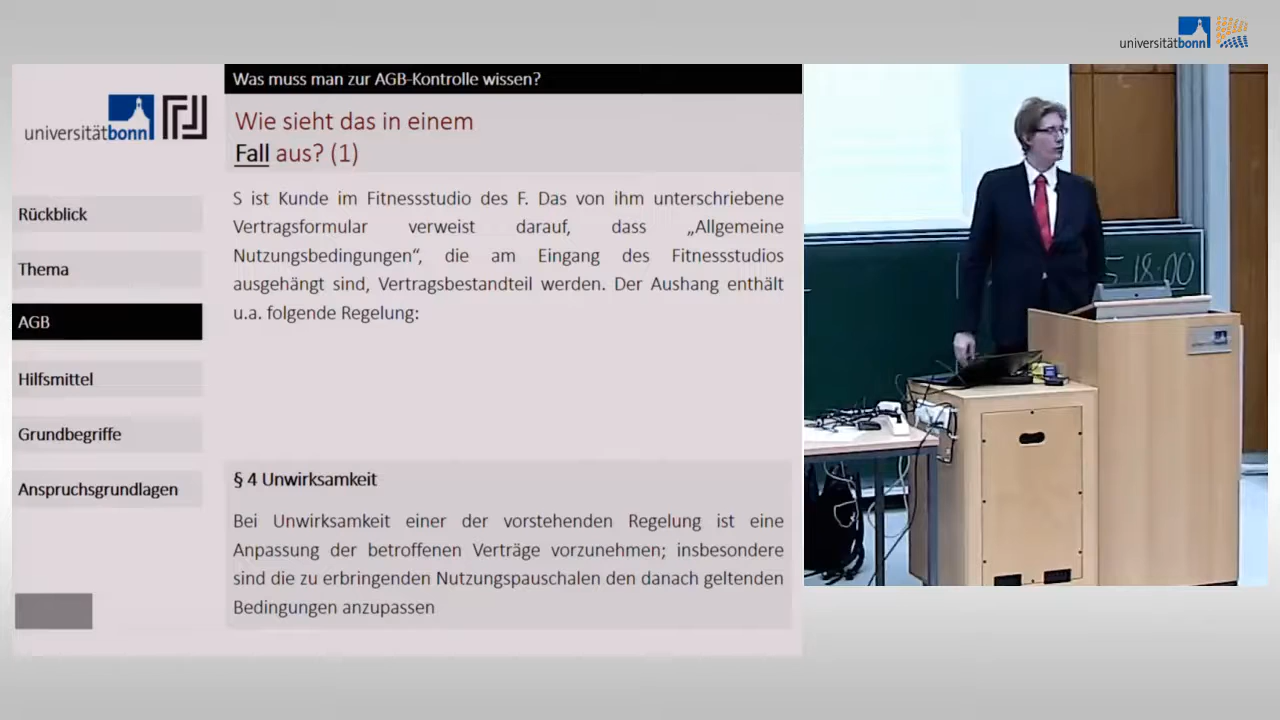 universitätbonn
Was muss man zur AGB-Kontrolle wissen?
universitätbonn
Wie sieht das in einem
Fall aus? (1)
S ist Kunde im Fitnessstudio des F. Das von ihm unterschriebene
Vertragsformular verweist darauf, dass „Allgemeine
Nutzungsbedingungen“, die am Eingang des Fitnessstudios
ausgehängt sind, Vertragsbestandteil werden. Der Aushang enthält
u.a. folgende Regelung:
Rückblick
Thema
AGB
Hilfsmittel
Grundbegriffe
Anspruchsgrundlagen
§ 4 Unwirksamkeit
Bei Unwirksamkeit einer der vorstehenden Regelung ist eine
Anpassung der betroffenen Verträge vorzunehmen; insbesondere
sind die zu erbringenden Nutzungspauschalen den danach geltenden
Bedingungen anzupassen
18:00